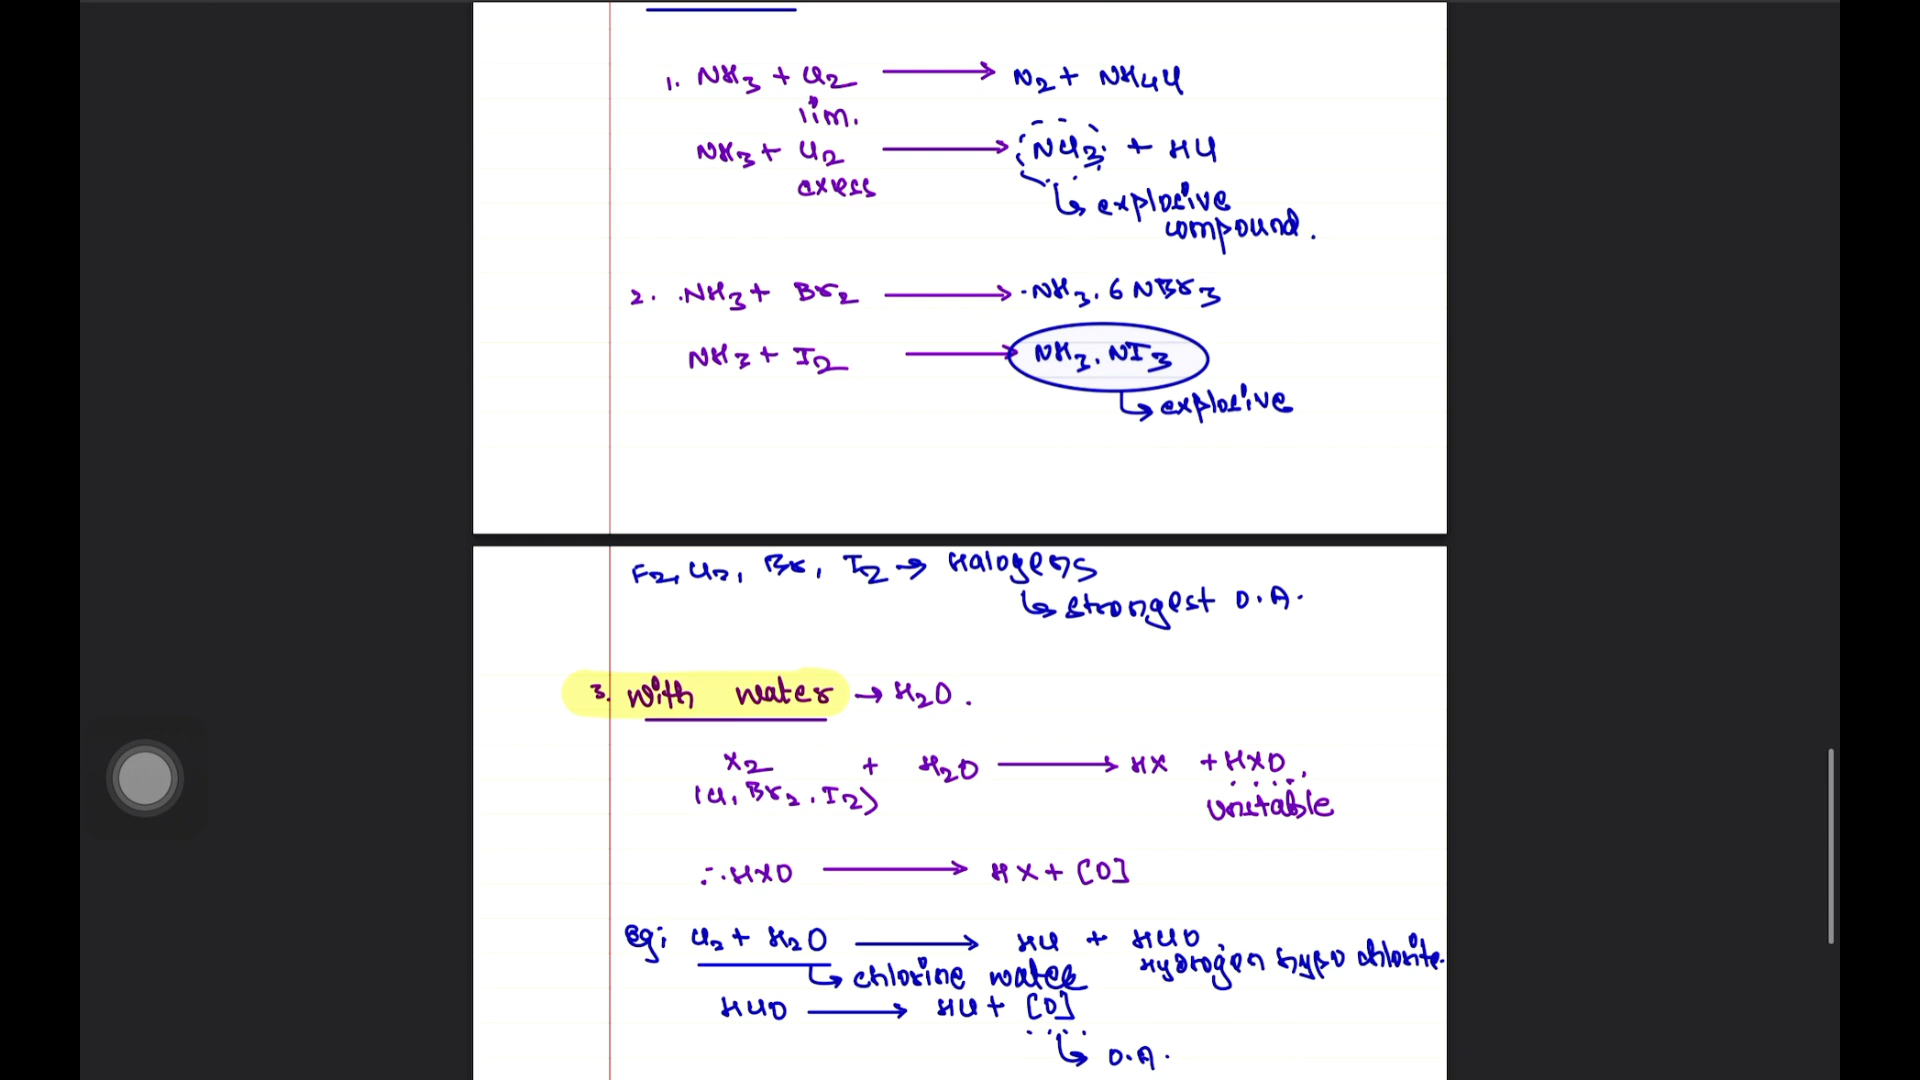 1. NH3 + Cl2 ⟶ N2 + NH4Cl
lim.
NH3 + Cl2 ⟶ NCl3 + HCl
excess
↳ explosive
compound.
2. NH3 + Br2 ⟶ NH3. 6 NBr3
NH3 + I2 ⟶ NH3. NI3
↳ explosive
F2, Cl2, Br, I2 → Halogens
↳ strongest O.A.
3. With water → H2O.
X2 + H2O ⟶ HX + HXO
(Cl, Br2, I2) unstable
∴ HXO ⟶ HX + [O]
eg; Cl2 + H2O ⟶ HCl + HClO
↳ chlorine water Hydrogen hypo chlorite.
HClO ⟶ HCl + [O]
↳ O.A.